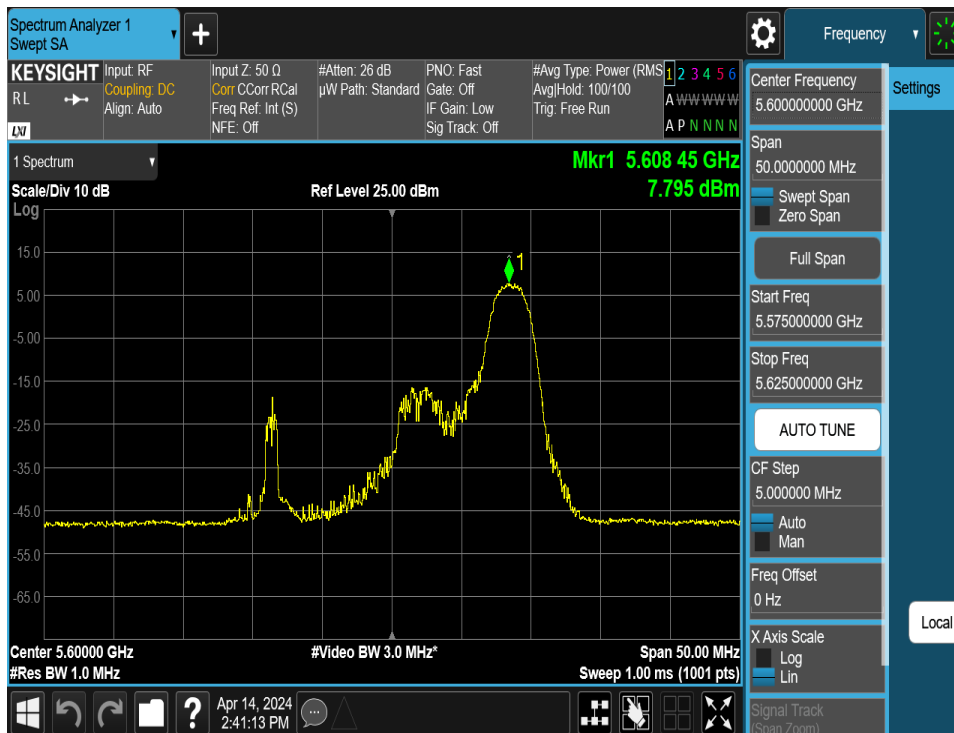 Spectrum Analyzer 1
Swept SA
+
Frequency
KEYSIGHT
R L
LXI
Input: RF
Coupling: DC
Align: Auto
Input Z: 50 Ω
Corr CCorr RCal
Freq Ref: Int (S)
NFE: Off
#Atten: 26 dB
µW Path: Standard
PNO: Fast
Gate: Off
IF Gain: Low
Sig Track: Off
#Avg Type: Power (RMS
Avg|Hold: 100/100
Trig: Free Run
1 2 3 4 5 6
A W W W W W
A P N N N N
1 Spectrum
Scale/Div 10 dB
Log
Ref Level 25.00 dBm
Mkr1 5.608 45 GHz
7.795 dBm
1
15.0
5.00
-5.00
-15.0
-25.0
-35.0
-45.0
-55.0
-65.0
Center 5.60000 GHz
#Res BW 1.0 MHz
#Video BW 3.0 MHz*
Span 50.00 MHz
Sweep 1.00 ms (1001 pts)
?
Apr 14, 2024
2:41:13 PM
Center Frequency
5.600000000 GHz
Span
50.0000000 MHz
Swept Span
Zero Span
Full Span
Start Freq
5.575000000 GHz
Stop Freq
5.625000000 GHz
AUTO TUNE
CF Step
5.000000 MHz
Auto
Man
Freq Offset
0 Hz
X Axis Scale
Log
Lin
Signal Track
(Span Zoom)
Settings
Local